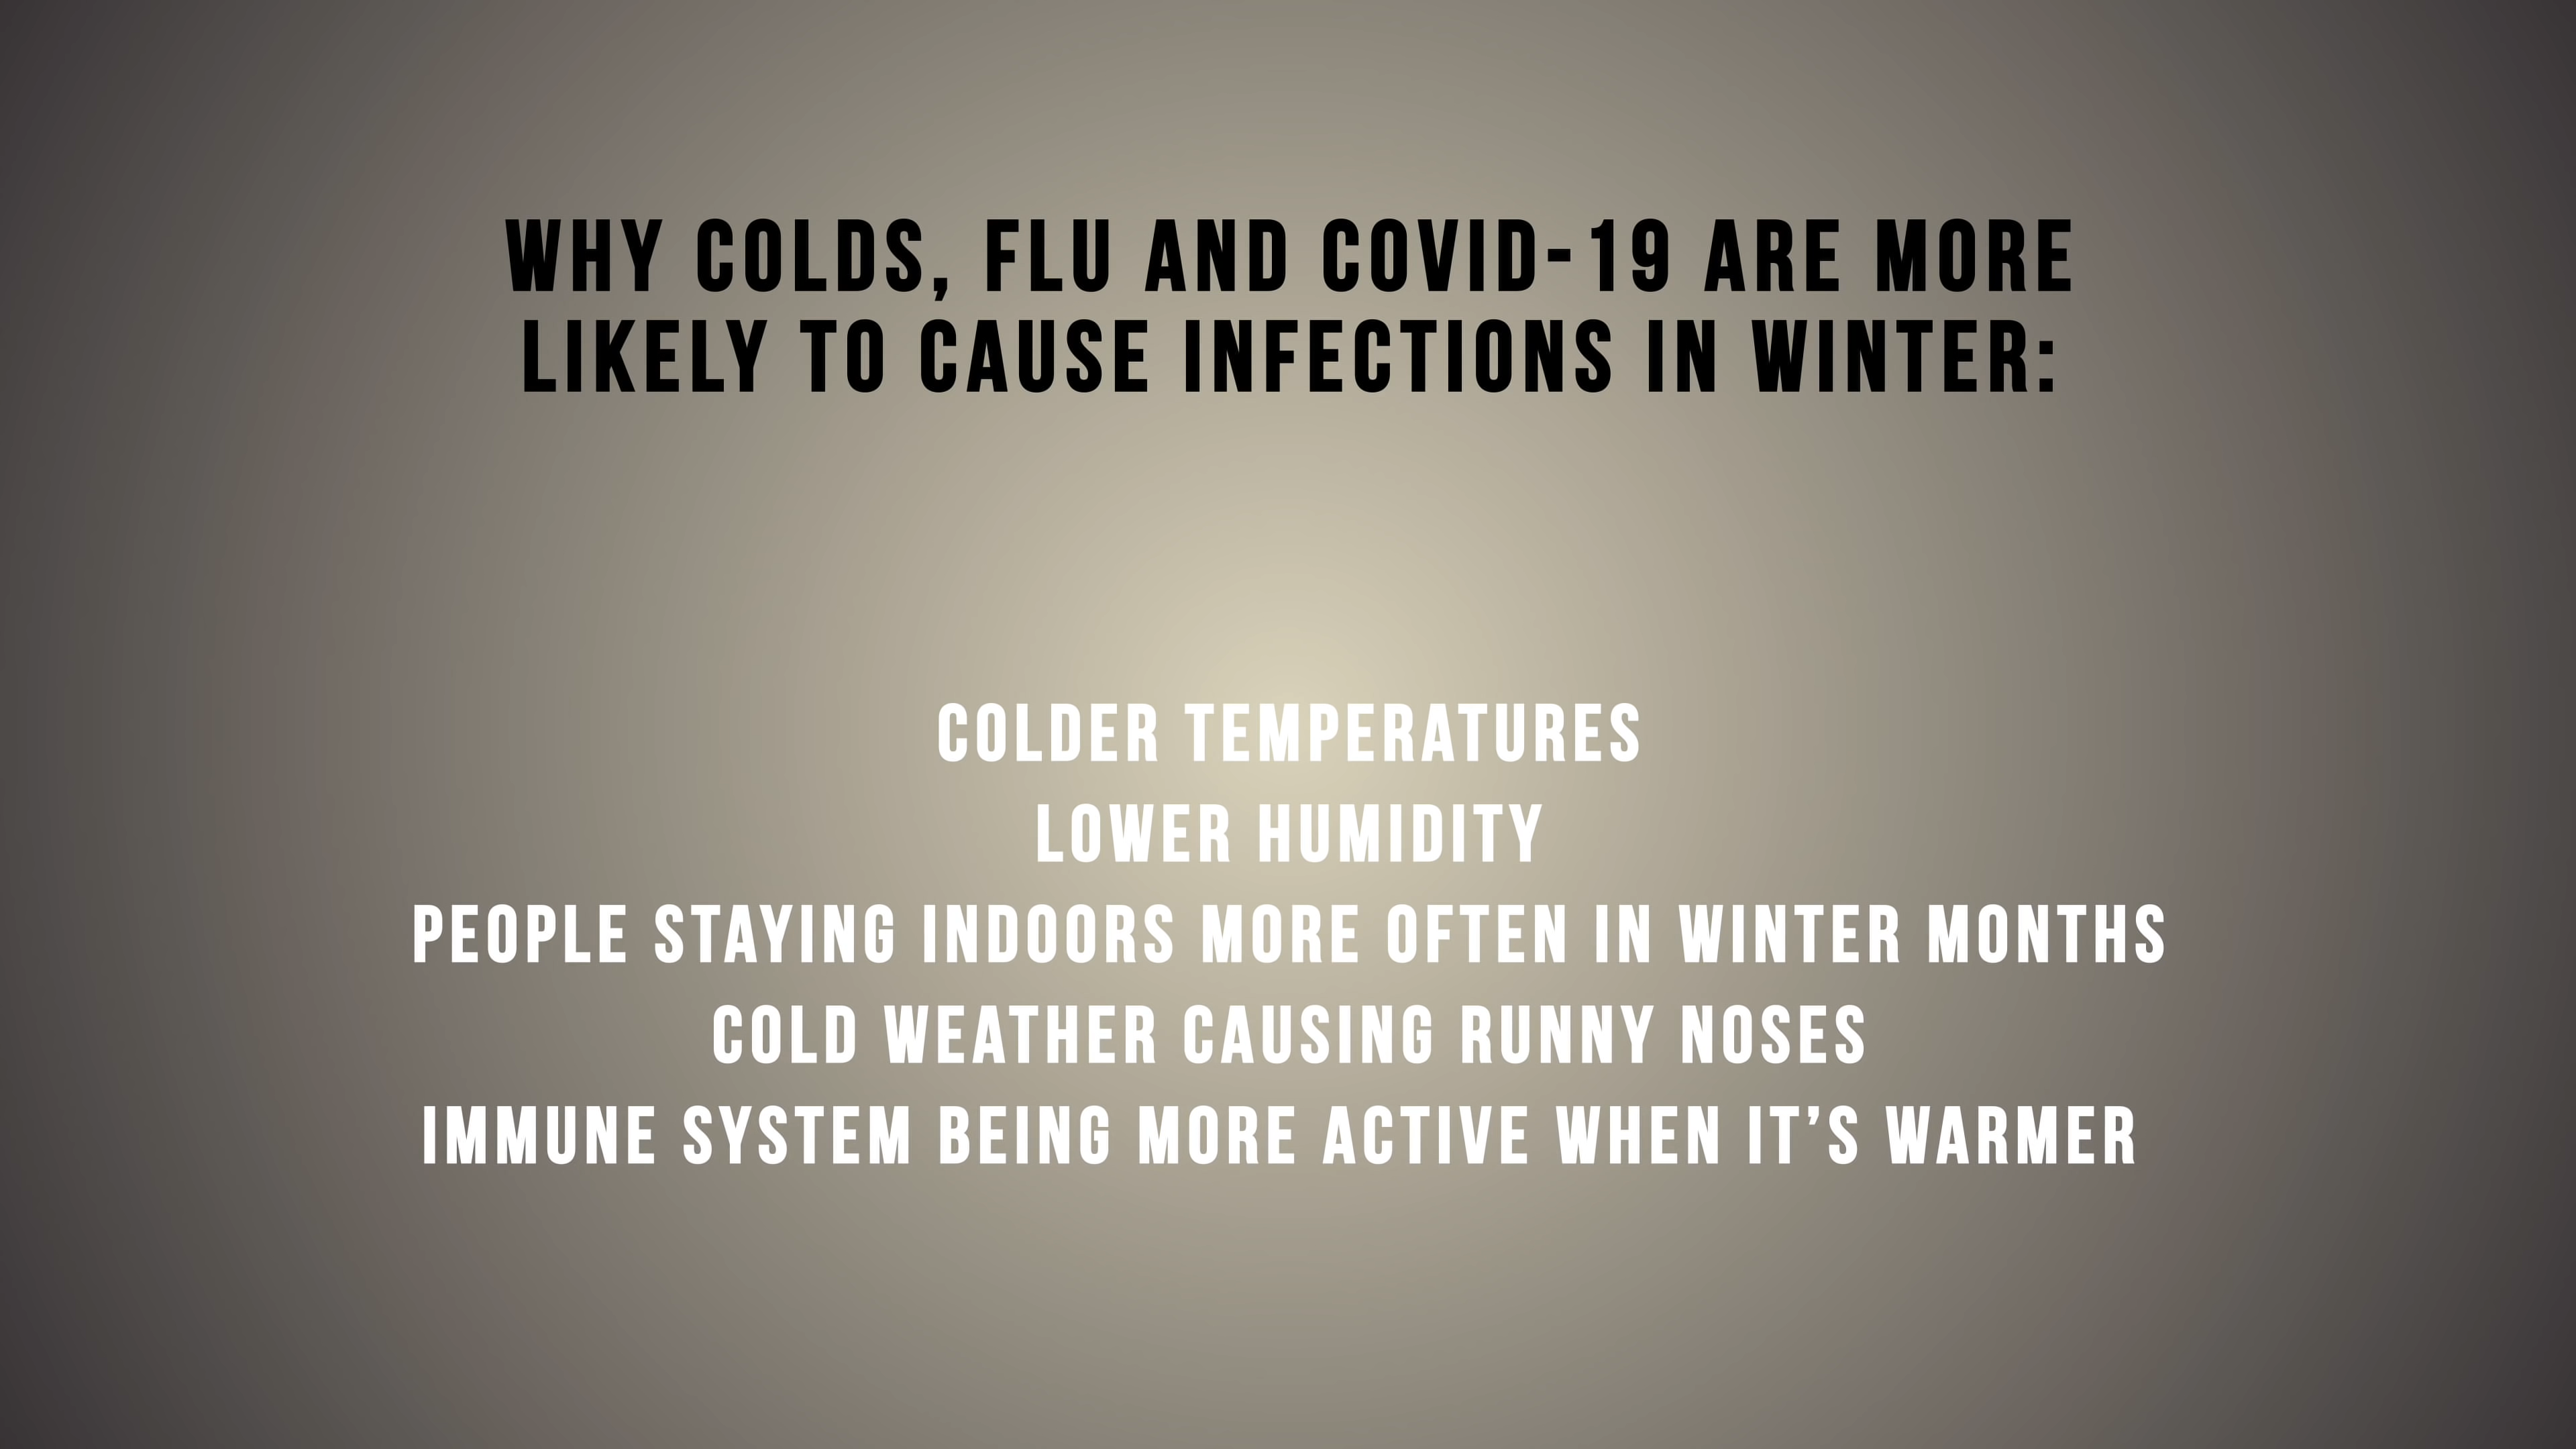 WHY COLDS, FLU AND COVID-19 ARE MORE
LIKELY TO CAUSE INFECTIONS IN WINTER:
COLDER TEMPERATURES
LOWER HUMIDITY
PEOPLE STAYING INDOORS MORE OFTEN IN WINTER MONTHS
COLD WEATHER CAUSING RUNNY NOSES
IMMUNE SYSTEM BEING MORE ACTIVE WHEN IT’S WARMER